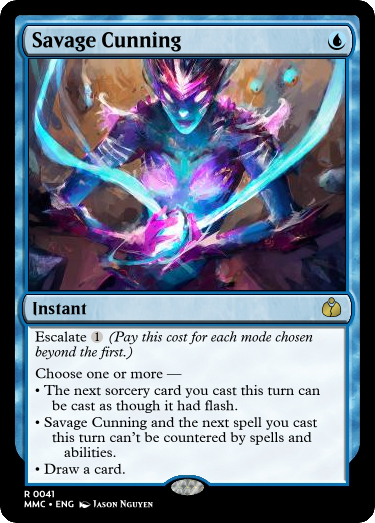 Savage Cunning
Instant
Escalate 1 (Pay this cost for each mode chosen
beyond the first.)
Choose one or more —
• The next sorcery card you cast this turn can
be cast as though it had flash.
• Savage Cunning and the next spell you cast
this turn can't be countered by spells and
abilities.
• Draw a card.
R 0041
MMC • ENG Jason Nguyen